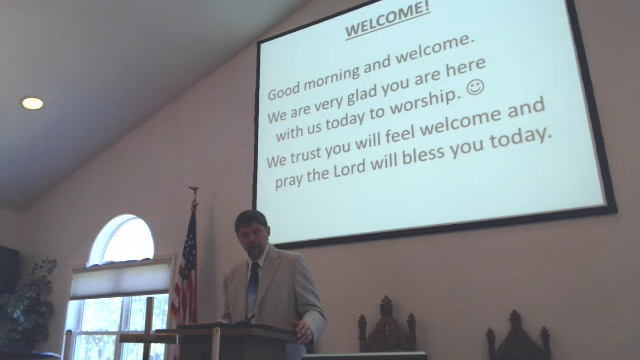 WELCOME!
Good morning and welcome.
We are very glad you are here
with us today to worship. ☺
We trust you will feel welcome and
pray the Lord will bless you today.